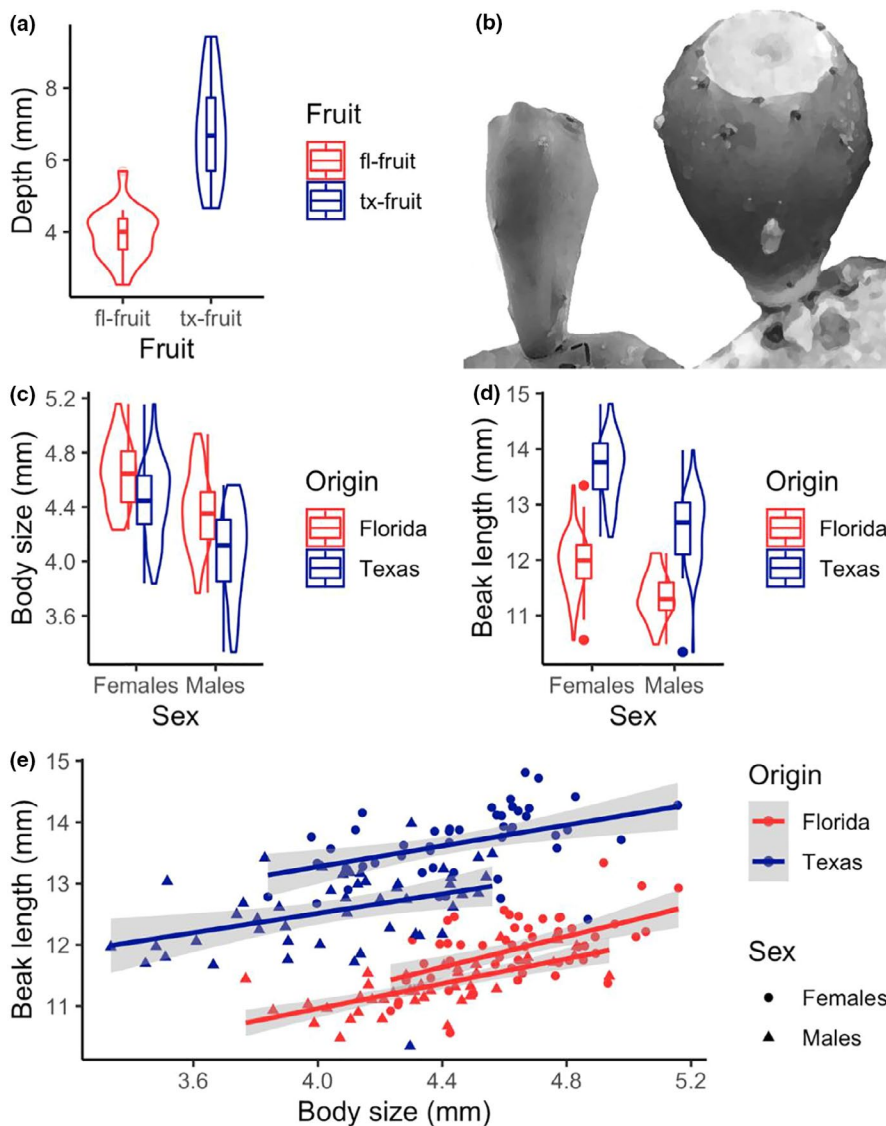 (a)
8
6
4
Depth (mm)
fl-fruit tx-fruit
Fruit
Fruit
fl-fruit
tx-fruit
(b)
(c)
5.2
4.8
4.4
4.0
3.6
Body size (mm)
Females Males
Sex
Origin
Florida
Texas
(d)
15
14
13
12
11
Beak length (mm)
Females Males
Sex
Origin
Florida
Texas
(e)
15
14
13
12
11
Beak length (mm)
3.6 4.0 4.4 4.8 5.2
Body size (mm)
Origin
Florida
Texas
Sex
Females
Males